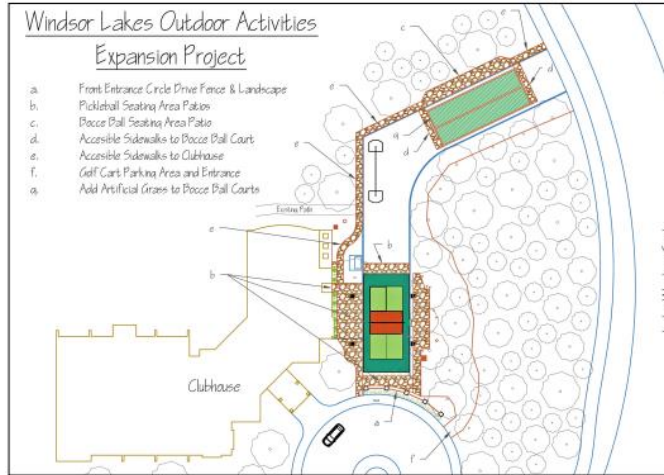 Windsor Lakes Outdoor Activities
Expansion Project
a. Front Entrance Circle Drive Fence & Landscape
b. Pickleball Seating Area Patios
c. Bocce Ball Seating Area Patio
d. Accesible Sidewalks to Bocce Ball Court
e. Accesible Sidewalks to Clubhouse
f. Golf Cart Parking Area and Entrance
g. Add Artificial Grass to Bocce Ball Courts
c
e
e
d
g
d
e
Existing Path
e
b
b
Clubhouse
a
f